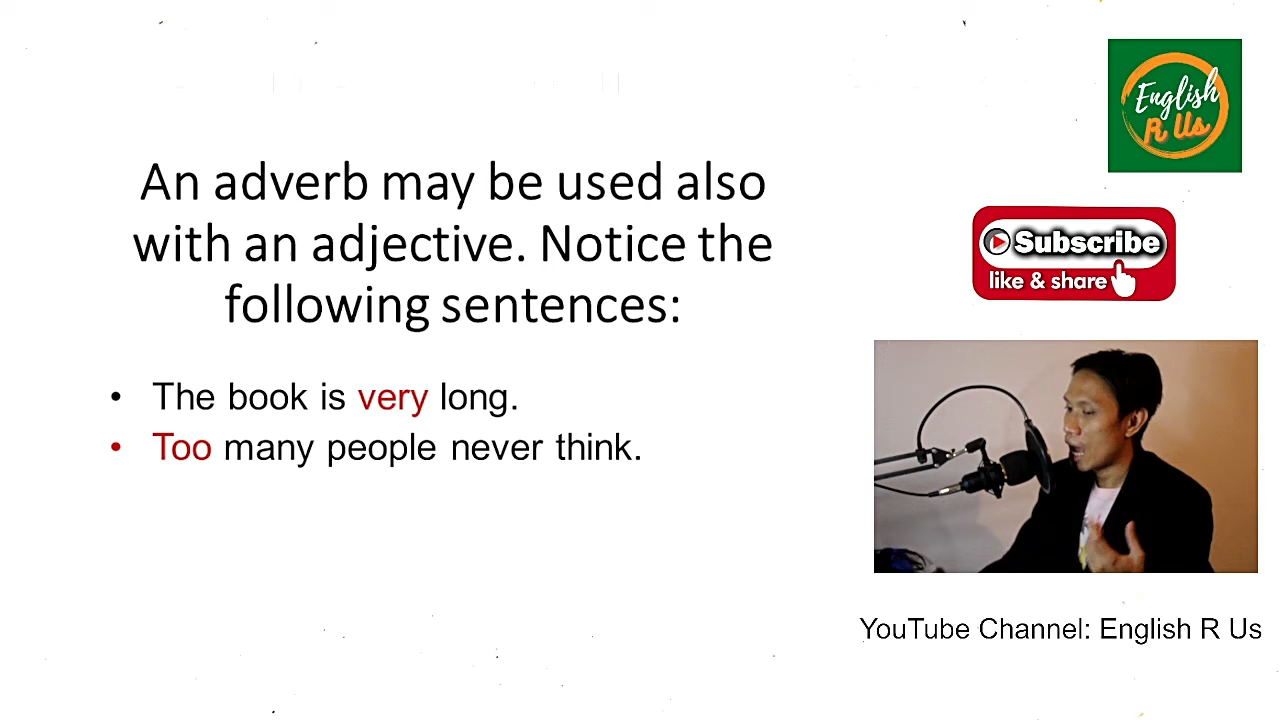 English
R Us
An adverb may be used also
with an adjective. Notice the
following sentences:
Subscribe
like & share
• The book is very long.
• Too many people never think.
YouTube Channel: English R Us